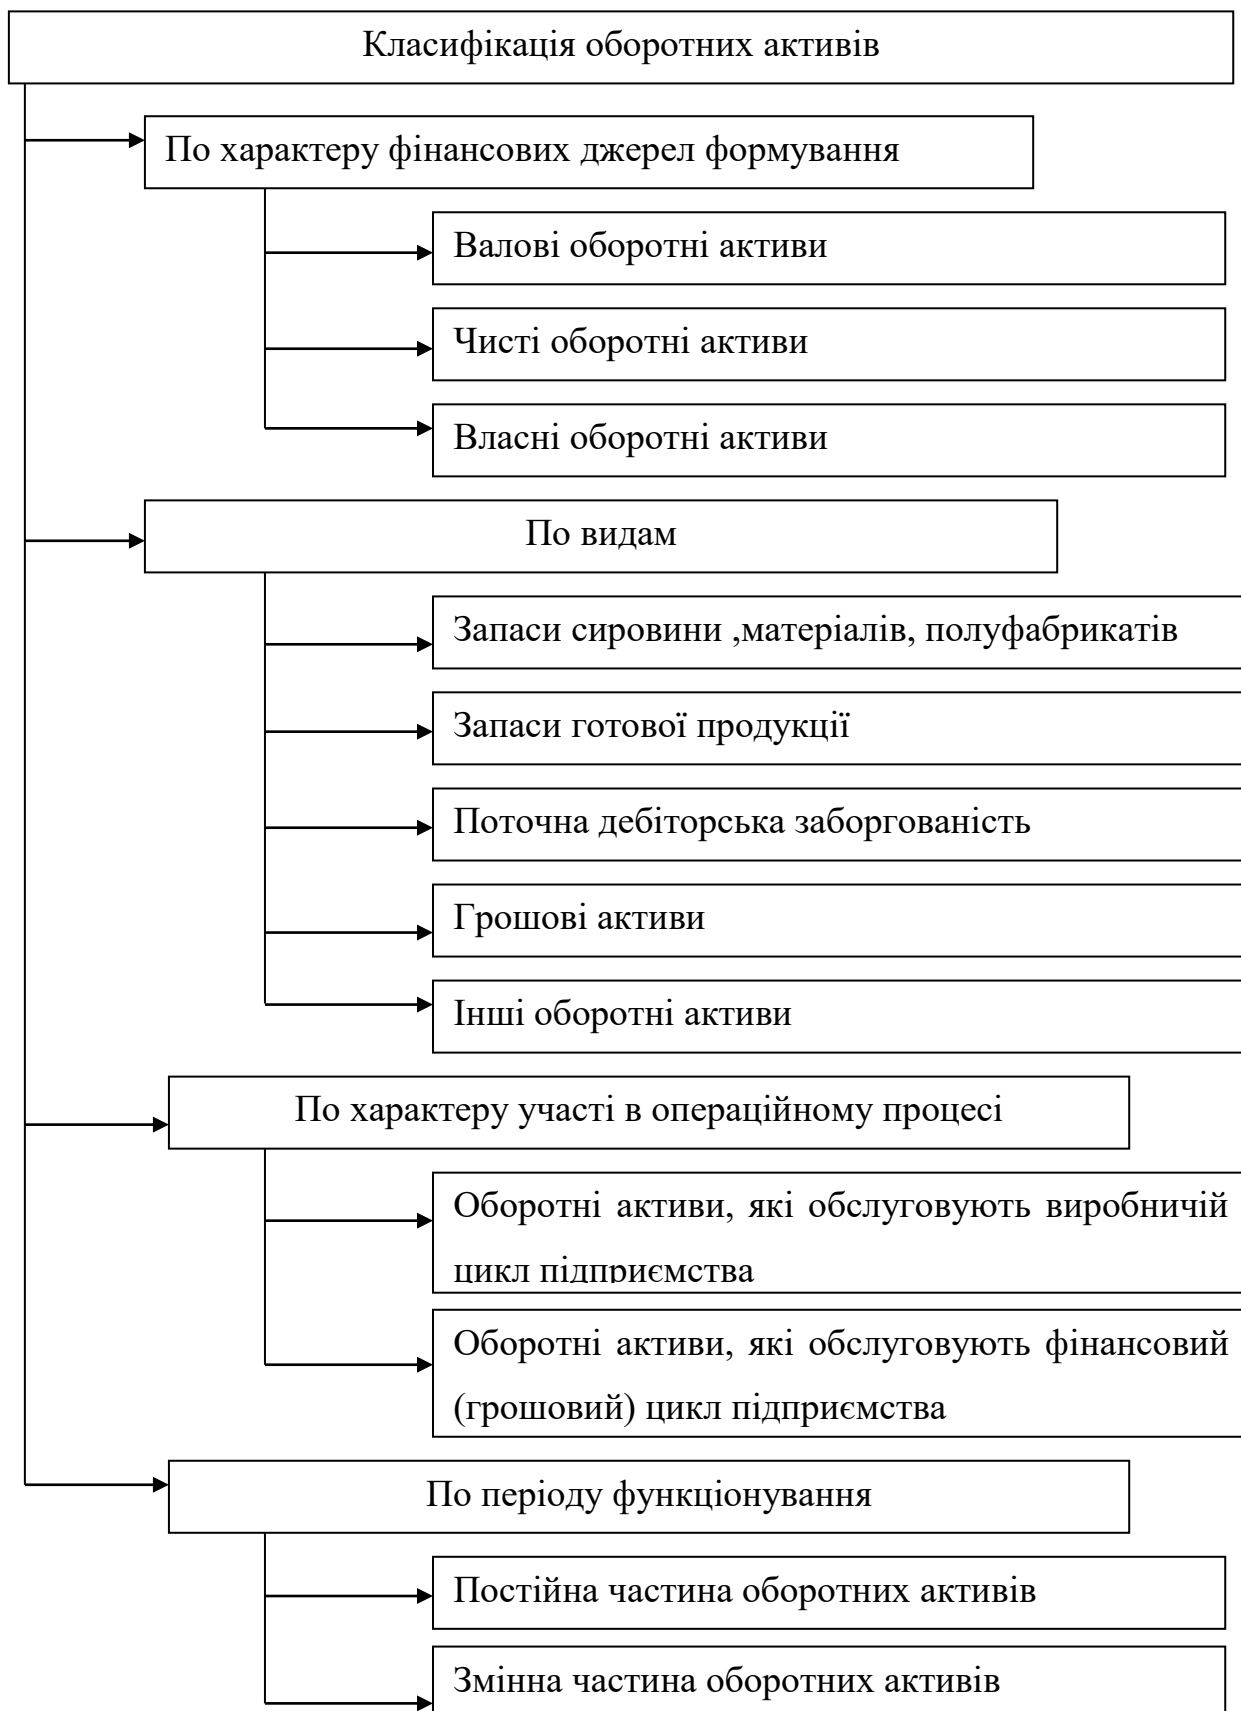 Класифікація оборотних активів
По характеру фінансових джерел формування
Валові оборотні активи
Чисті оборотні активи
Власні оборотні активи
По видам
Запаси сировини ,матеріалів, полуфабрикатів
Запаси готової продукції
Поточна дебіторська заборгованість
Грошові активи
Інші оборотні активи
По характеру участі в операційному процесі
Оборотні активи, які обслуговують виробничій
цикл підприємства
Оборотні активи, які обслуговують фінансовий
(грошовий) цикл підприємства
По періоду функціонування
Постійна частина оборотних активів
Змінна частина оборотних активів